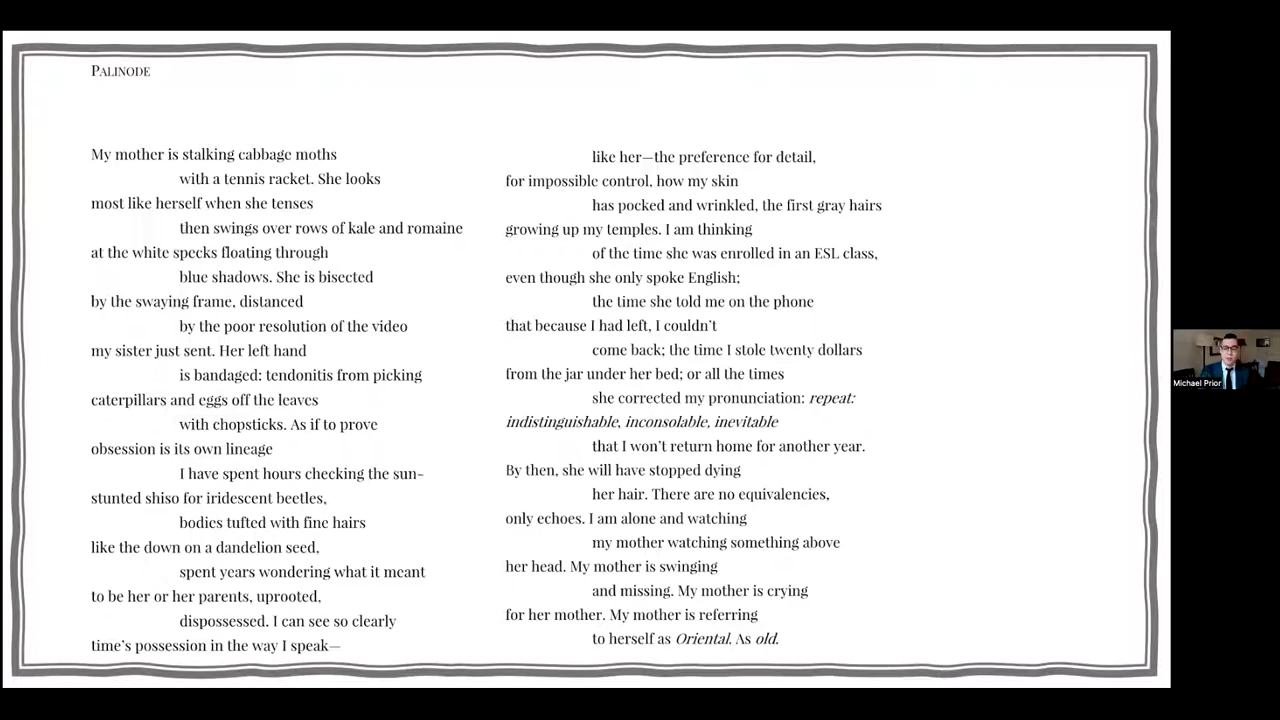 PALINODE
My mother is stalking cabbage moths
with a tennis racket. She looks
most like herself when she tenses
then swings over rows of kale and romaine
at the white specks floating through
blue shadows. She is bisected
by the swaying frame, distanced
by the poor resolution of the video
my sister just sent. Her left hand
is bandaged: tendonitis from picking
caterpillars and eggs off the leaves
with chopsticks. As if to prove
obsession is its own lineage
I have spent hours checking the sun-
stunted shiso for iridescent beetles,
bodies tufted with fine hairs
like the down on a dandelion seed,
spent years wondering what it meant
to be her or her parents, uprooted,
dispossessed. I can see so clearly
time's possession in the way I speak—
like her—the preference for detail,
for impossible control, how my skin
has pocked and wrinkled, the first gray hairs
growing up my temples. I am thinking
of the time she was enrolled in an ESL class,
even though she only spoke English;
the time she told me on the phone
that because I had left, I couldn't
come back; the time I stole twenty dollars
from the jar under her bed; or all the times
she corrected my pronunciation: repeat:
indistinguishable, inconsolable, inevitable
that I won't return home for another year.
By then, she will have stopped dying
her hair. There are no equivalencies,
only echoes. I am alone and watching
my mother watching something above
her head. My mother is swinging
and missing. My mother is crying
for her mother. My mother is referring
to herself as Oriental. As old.
Michael Prior